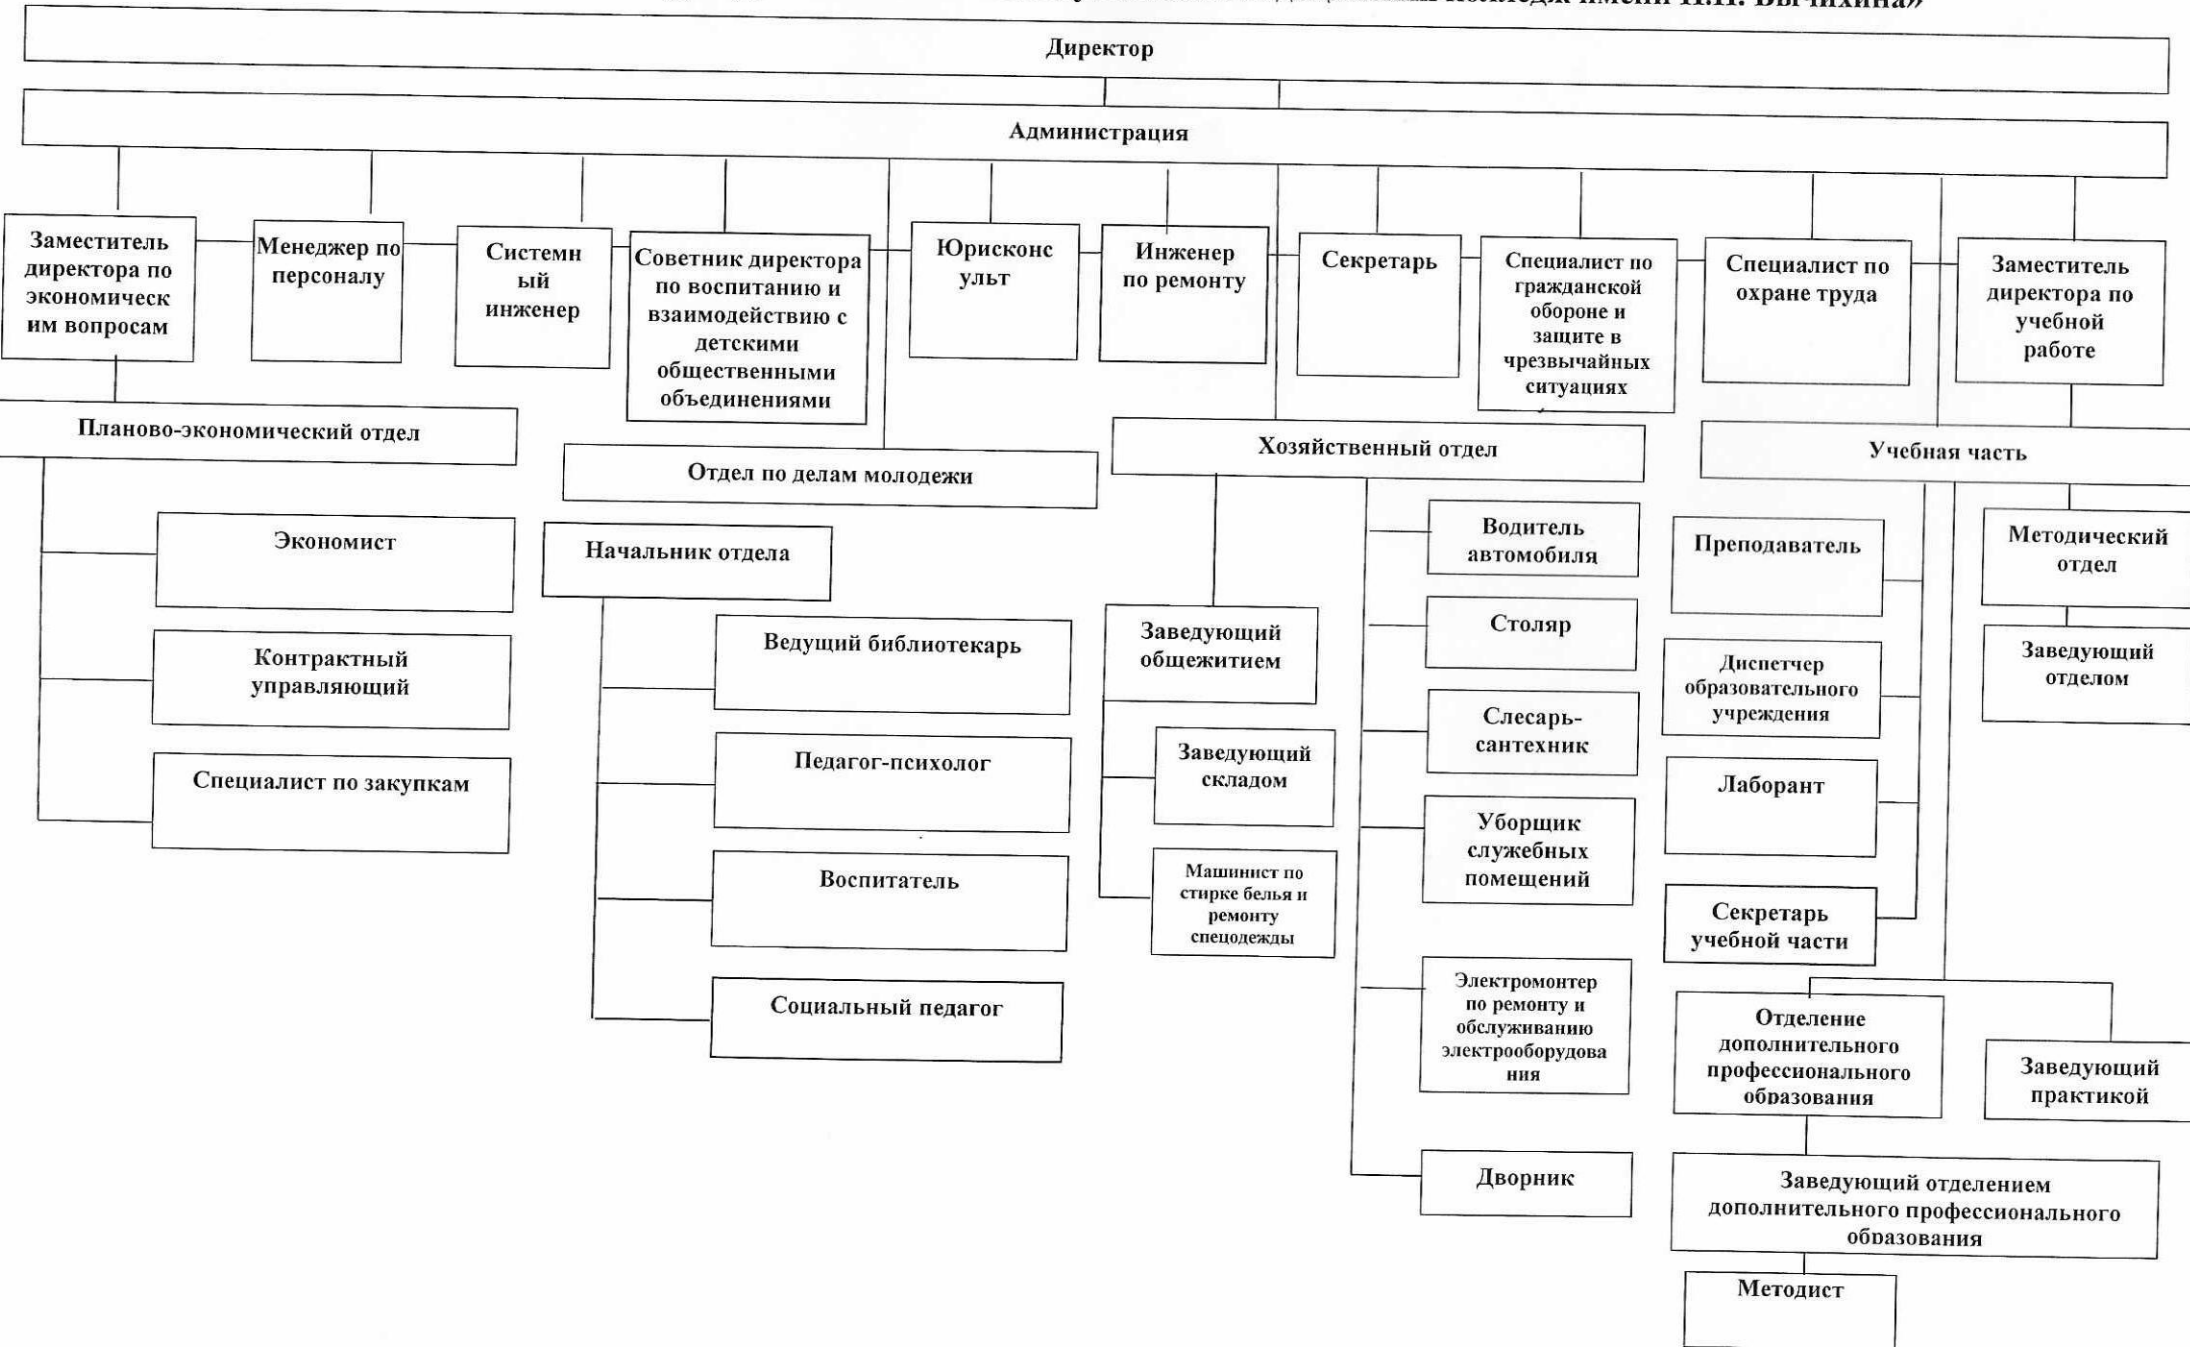 колледж имени Н.П. Бычихина»
Директор
Администрация
Заместитель
директора по
экономическ
им вопросам
Менеджер по
персоналу
Системн
ый
инженер
Советник директора
по воспитанию и
взаимодействию с
детскими
общественными
объединениями
Юрисконс
ульт
Инженер
по ремонту
Секретарь
Специалист по
гражданской
обороне и
защите в
чрезвычайных
ситуациях
Специалист по
охране труда
Заместитель
директора по
учебной
работе
Планово-экономический отдел
Экономист
Контрактный
управляющий
Специалист по закупкам
Отдел по делам молодежи
Начальник отдела
Ведущий библиотекарь
Педагог-психолог
Воспитатель
Социальный педагог
Хозяйственный отдел
Заведующий
общежитием
Заведующий
складом
Машинист по
стирке белья и
ремонту
спецодежды
Водитель
автомобиля
Столяр
Слесарь-
сантехник
Уборщик
служебных
помещений
Электромонтер
по ремонту и
обслуживанию
электрооборудова
ния
Дворник
Учебная часть
Преподаватель
Диспетчер
образовательного
учреждения
Лаборант
Секретарь
учебной части
Методический
отдел
Заведующий
отделом
Отделение
дополнительного
профессионального
образования
Заведующий
практикой
Заведующий отделением
дополнительного профессионального
образования
Методист